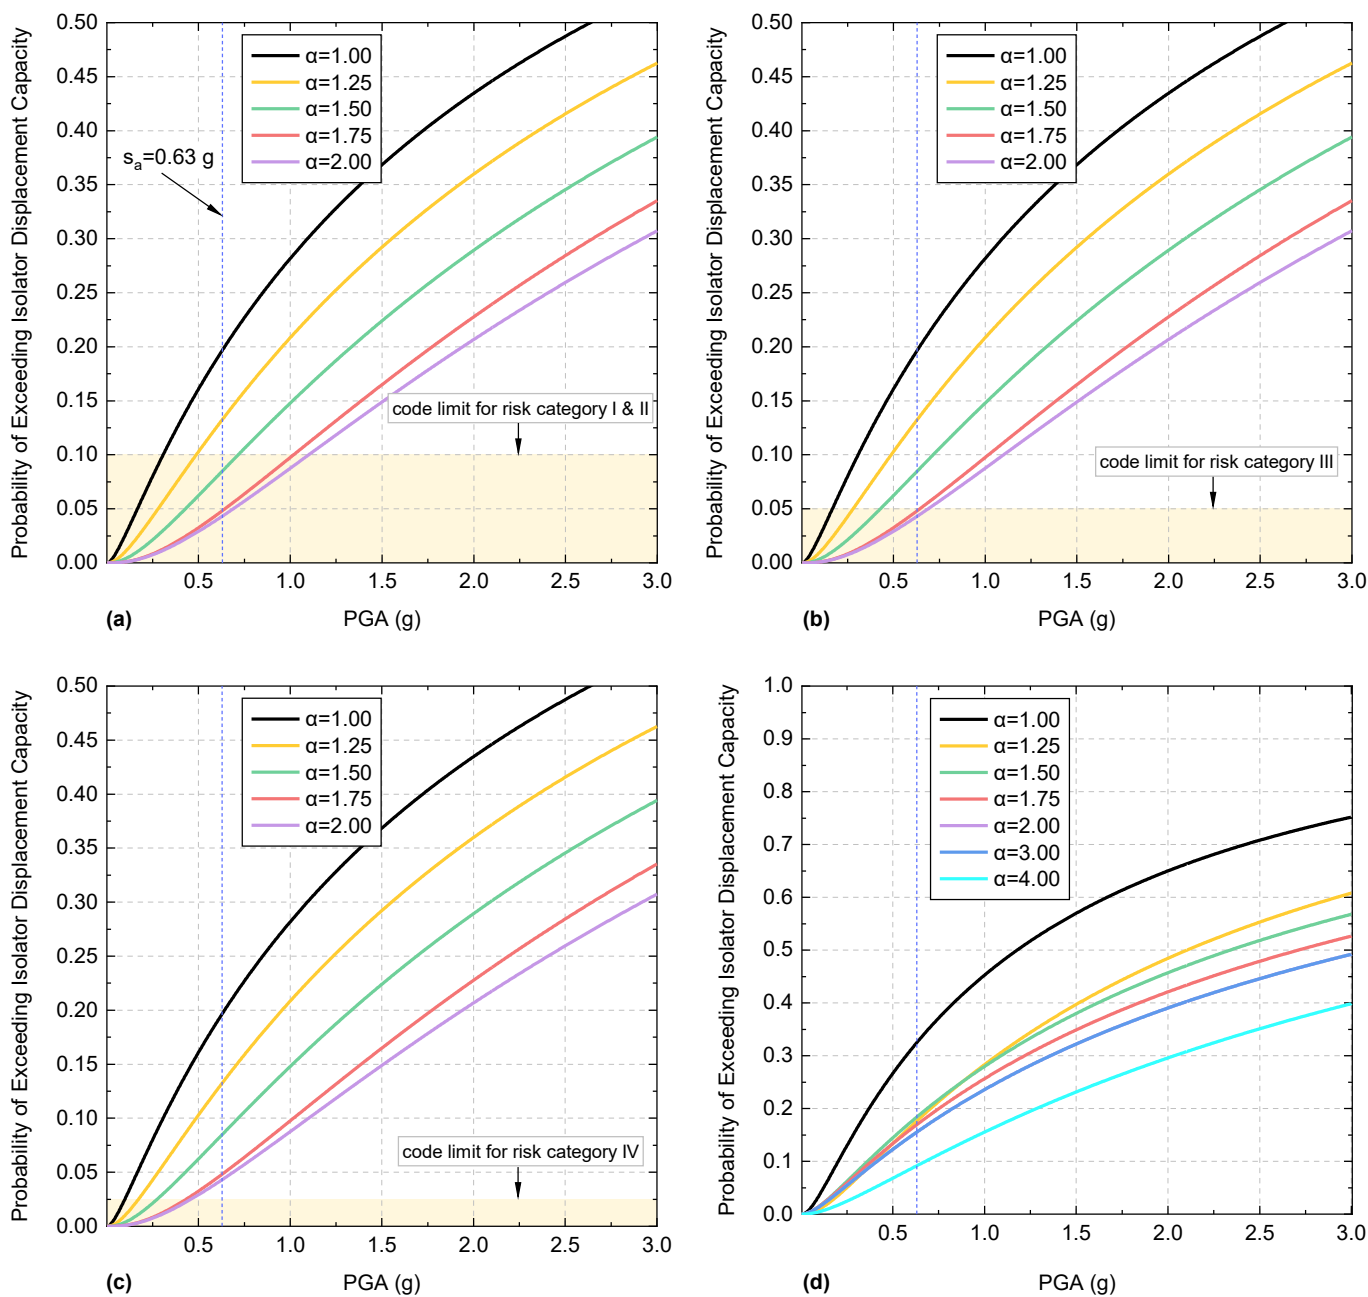 Probability of Exceeding Isolator Displacement Capacity
0.50
0.45
0.40
0.35
0.30
0.25
0.20
0.15
0.10
0.05
0.00
α=1.00
α=1.25
α=1.50
α=1.75
α=2.00
sa=0.63 g
code limit for risk category I & II
0.5 1.0 1.5 2.0 2.5 3.0
(a) PGA (g)
Probability of Exceeding Isolator Displacement Capacity
0.50
0.45
0.40
0.35
0.30
0.25
0.20
0.15
0.10
0.05
0.00
α=1.00
α=1.25
α=1.50
α=1.75
α=2.00
code limit for risk category III
0.5 1.0 1.5 2.0 2.5 3.0
(b) PGA (g)
Probability of Exceeding Isolator Displacement Capacity
0.50
0.45
0.40
0.35
0.30
0.25
0.20
0.15
0.10
0.05
0.00
α=1.00
α=1.25
α=1.50
α=1.75
α=2.00
code limit for risk category IV
0.5 1.0 1.5 2.0 2.5 3.0
(c) PGA (g)
Probability of Exceeding Isolator Displacement Capacity
1.0
0.9
0.8
0.7
0.6
0.5
0.4
0.3
0.2
0.1
0.0
α=1.00
α=1.25
α=1.50
α=1.75
α=2.00
α=3.00
α=4.00
0.5 1.0 1.5 2.0 2.5 3.0
(d) PGA (g)